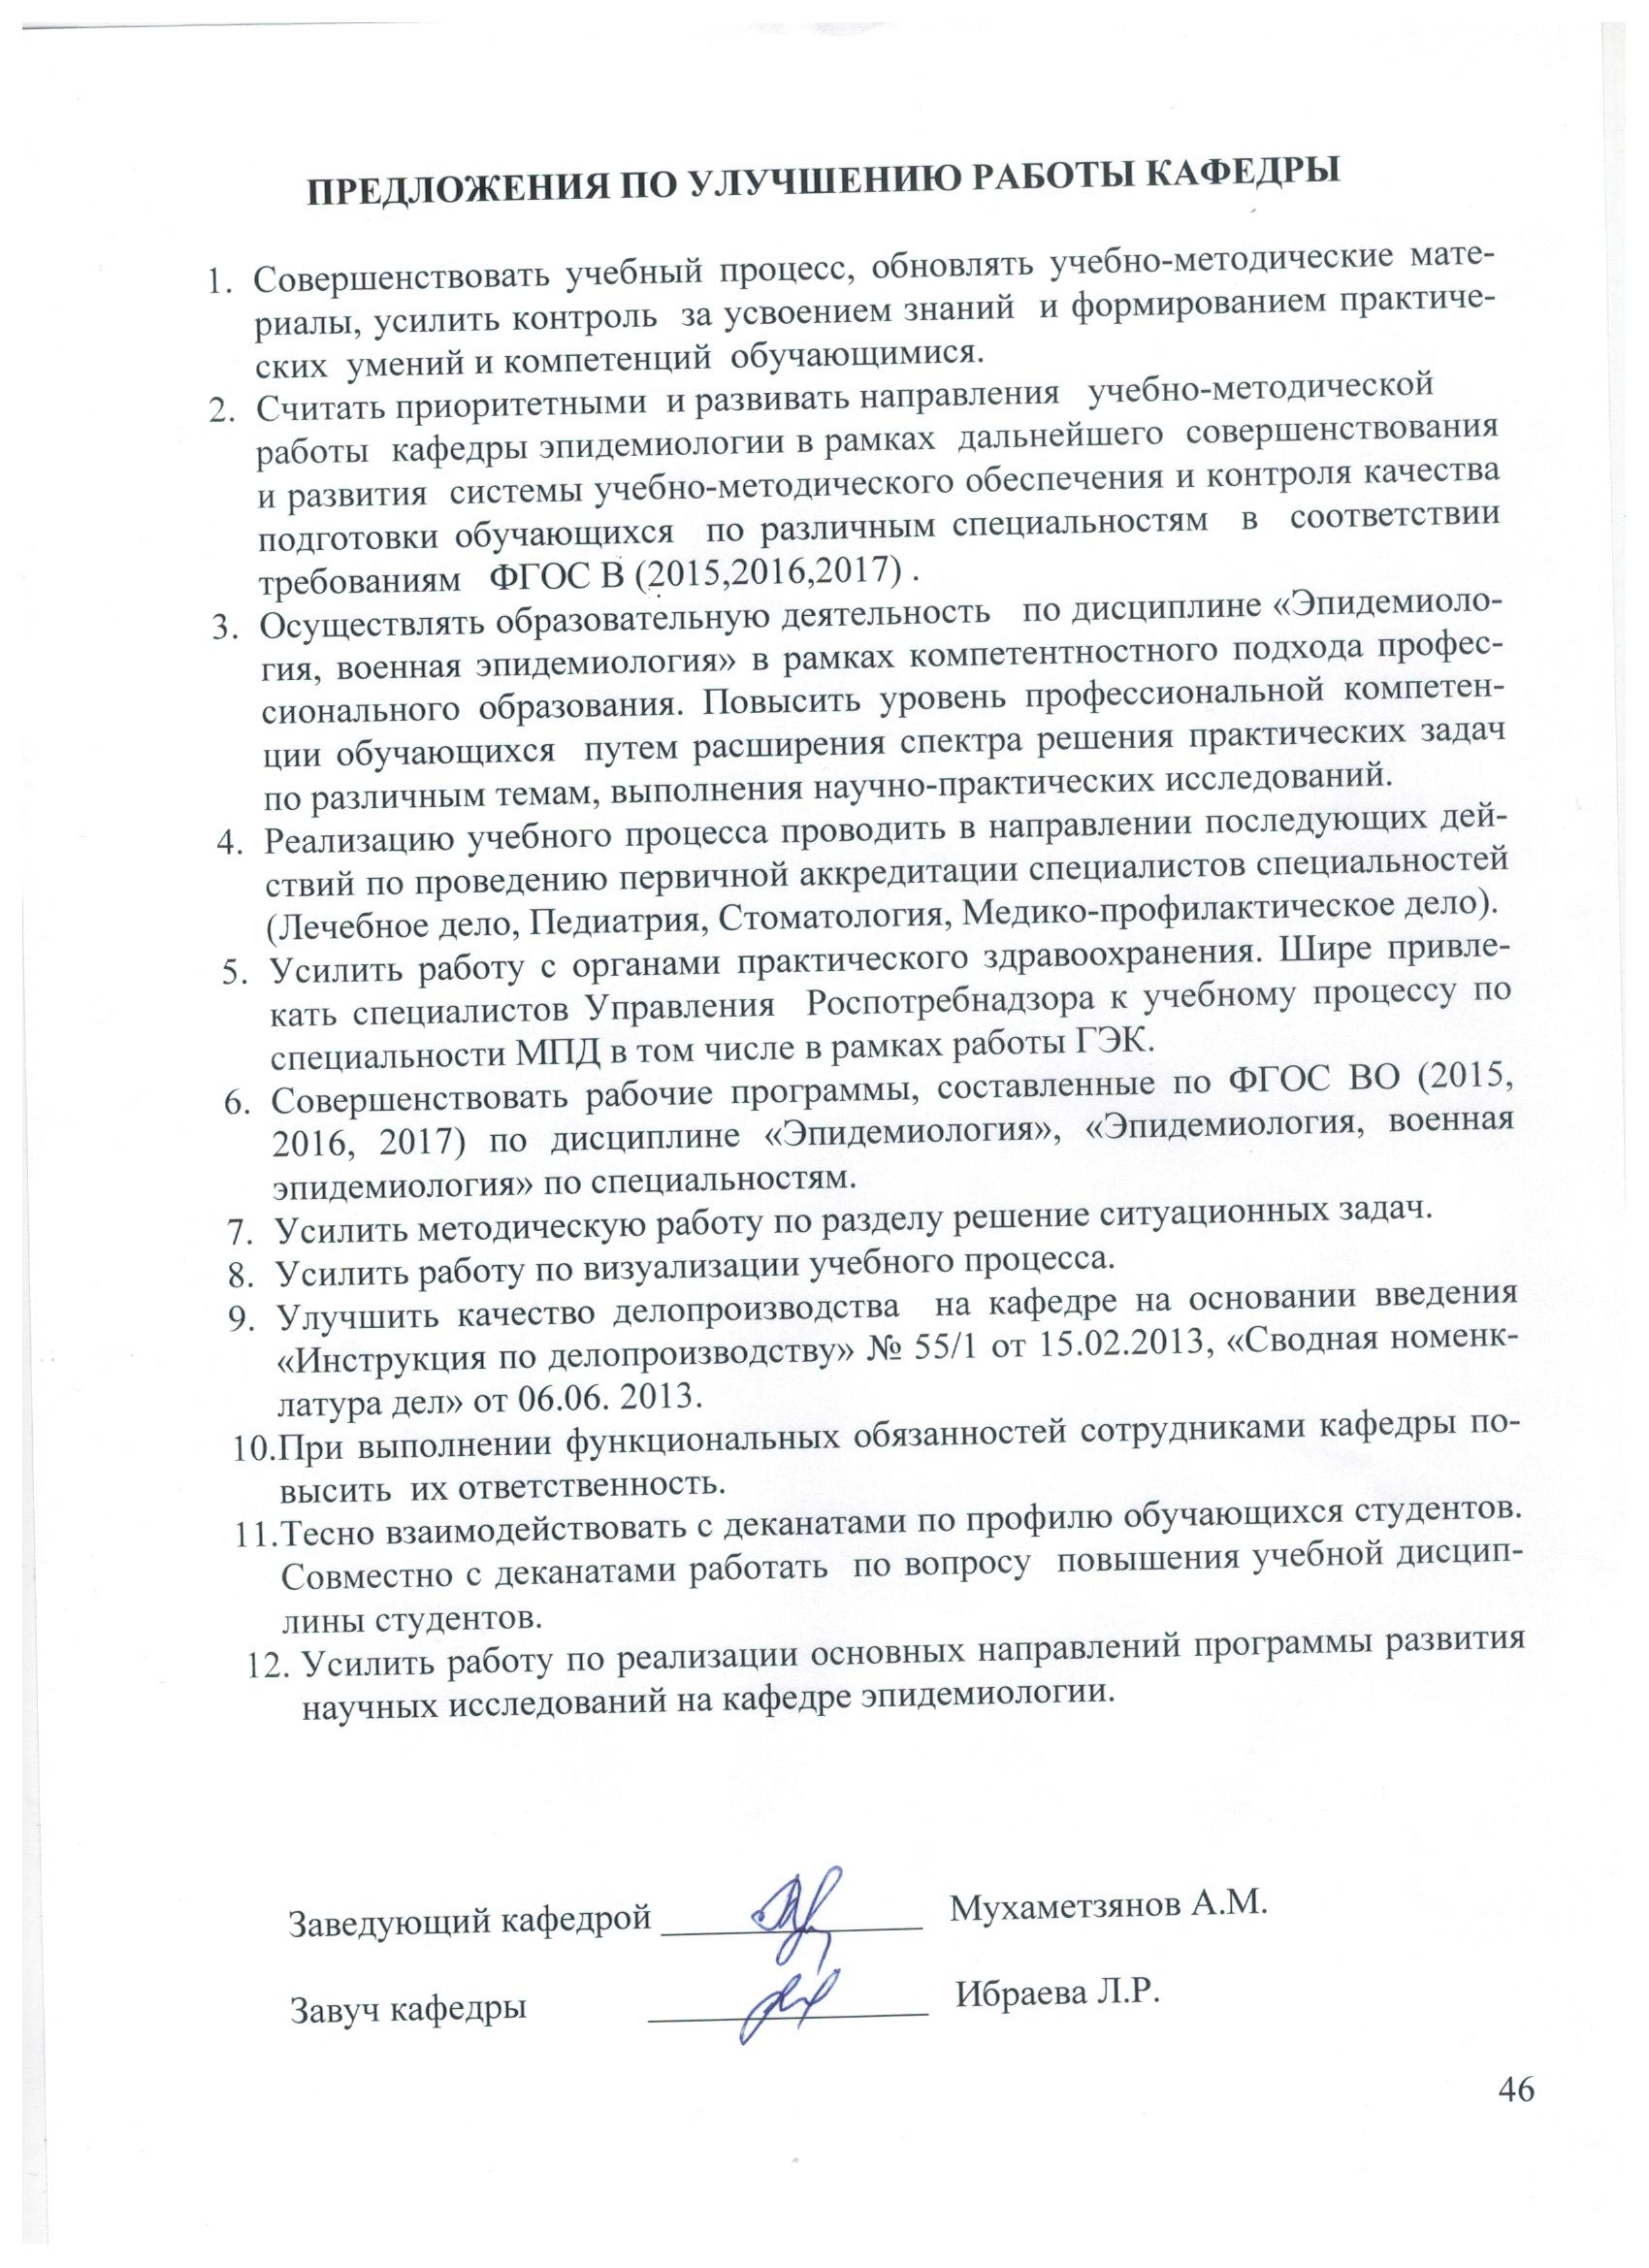 ПРЕДЛОЖЕНИЯ ПО УЛУЧШЕНИЮ РАБОТЫ КАФЕДРЫ
1. Совершенствовать учебный процесс, обновлять учебно-методические мате-
риалы, усилить контроль за усвоением знаний и формированием практиче-
ских умений и компетенций обучающимися.
2. Считать приоритетными и развивать направления учебно-методической
работы кафедры эпидемиологии в рамках дальнейшего совершенствования
и развития системы учебно-методического обеспечения и контроля качества
подготовки обучающихся по различным специальностям в соответствии
требованиям ФГОС В (2015,2016,2017) .
3. Осуществлять образовательную деятельность по дисциплине «Эпидемиоло-
гия, военная эпидемиология» в рамках компетентностного подхода профес-
сионального образования. Повысить уровень профессиональной компетен-
ции обучающихся путем расширения спектра решения практических задач
по различным темам, выполнения научно-практических исследований.
4. Реализацию учебного процесса проводить в направлении последующих дей-
ствий по проведению первичной аккредитации специалистов специальностей
(Лечебное дело, Педиатрия, Стоматология, Медико-профилактическое дело).
5. Усилить работу с органами практического здравоохранения. Шире привле-
кать специалистов Управления Роспотребнадзора к учебному процессу по
специальности МПД в том числе в рамках работы ГЭК.
6. Совершенствовать рабочие программы, составленные по ФГОС ВО (2015,
2016, 2017) по дисциплине «Эпидемиология», «Эпидемиология, военная
эпидемиология» по специальностям.
7. Усилить методическую работу по разделу решение ситуационных задач.
8. Усилить работу по визуализации учебного процесса.
9. Улучшить качество делопроизводства на кафедре на основании введения
«Инструкция по делопроизводству» № 55/1 от 15.02.2013, «Сводная номенк-
латура дел» от 06.06. 2013.
10.При выполнении функциональных обязанностей сотрудниками кафедры по-
высить их ответственность.
11.Тесно взаимодействовать с деканатами по профилю обучающихся студентов.
Совместно с деканатами работать по вопросу повышения учебной дисцип-
лины студентов.
12. Усилить работу по реализации основных направлений программы развития
научных исследований на кафедре эпидемиологии.
Заведующий кафедрой ______________ Мухаметзянов А.М.
Завуч кафедры _______________ Ибраева Л.Р.
46